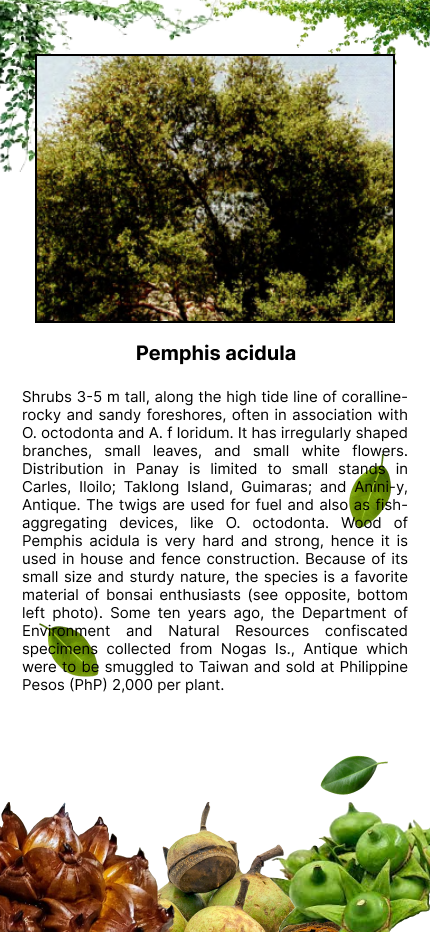 Pemphis acidula
Shrubs 3-5 m tall, along the high tide line of coralline-
rocky and sandy foreshores, often in association with
O. octodonta and A. f loridum. It has irregularly shaped
branches, small leaves, and small white flowers.
Distribution in Panay is limited to small stands in
Carles, Iloilo; Taklong Island, Guimaras; and Anini-y,
Antique. The twigs are used for fuel and also as fish-
aggregating devices, like O. octodonta. Wood of
Pemphis acidula is very hard and strong, hence it is
used in house and fence construction. Because of its
small size and sturdy nature, the species is a favorite
material of bonsai enthusiasts (see opposite, bottom
left photo). Some ten years ago, the Department of
Environment and Natural Resources confiscated
specimens collected from Nogas Is., Antique which
were to be smuggled to Taiwan and sold at Philippine
Pesos (PhP) 2,000 per plant.